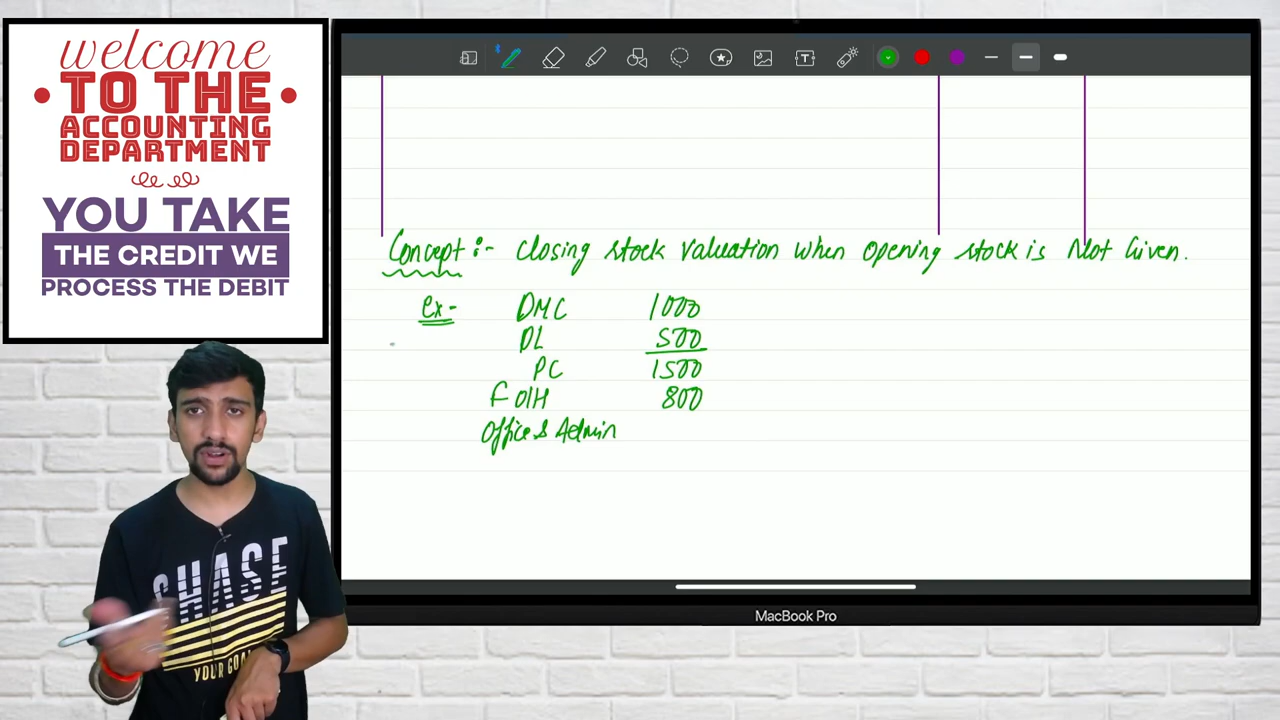 welcome
TO THE
ACCOUNTING
DEPARTMENT
YOU TAKE
THE CREDIT WE
PROCESS THE DEBIT
Concept :- Closing stock Valuation when opening stock is Not Given.
ex- DMC 1000
DL 500
PC 1500
F O/H 800
Office & Admin
CHASE
YOUR GOAL
MacBook Pro